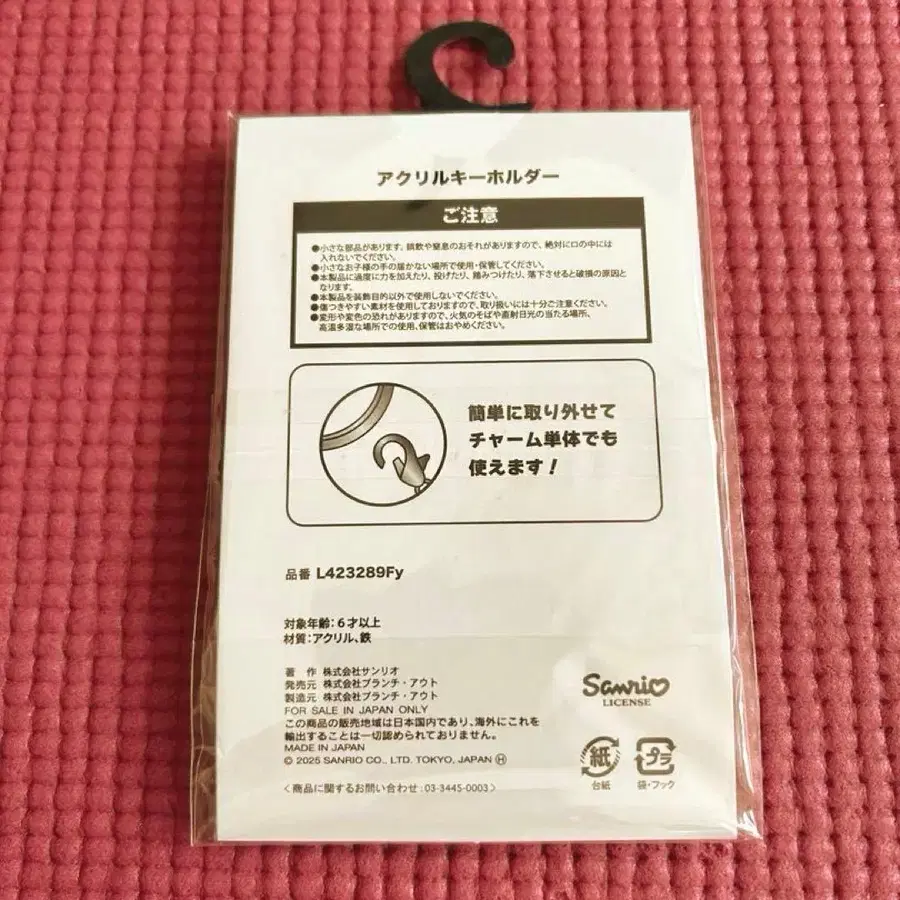 アクリルキーホルダー
ご注意
●小さな部品があります。誤飲や窒息のおそれがありますので、絶対に口の中には
入れないでください。
●小さなお子様の手の届かない場所で使用・保管してください。
●本製品に過度に力を加えたり、投げたり、踏みつけたり、落下させると破損の原因と
なります。
●本製品を装飾目的以外で使用しないでください。
●傷つきやすい素材を使用しておりますので、取り扱いには十分ご注意ください。
●変形や変色の恐れがありますので、火気のそばや直射日光の当たる場所、
高温多湿な場所での使用、保管はおやめください。
簡単に取り外せて
チャーム単体でも
使えます!
品番 L423289Fy
対象年齢:6才以上
材質:アクリル、鉄
著 作 株式会社サンリオ
発売元 株式会社ブランチ・アウト
製造元 株式会社ブランチ・アウト
FOR SALE IN JAPAN ONLY
この商品の販売地域は日本国内であり、海外にこれを
輸出することは一切認められておりません。
MADE IN JAPAN
© 2025 SANRIO CO., LTD. TOKYO, JAPAN Ⓗ
〈商品に関するお問い合わせ:03-3445-0003〉
Sanrio
LICENSE
紙 プラ
台紙 袋・フック